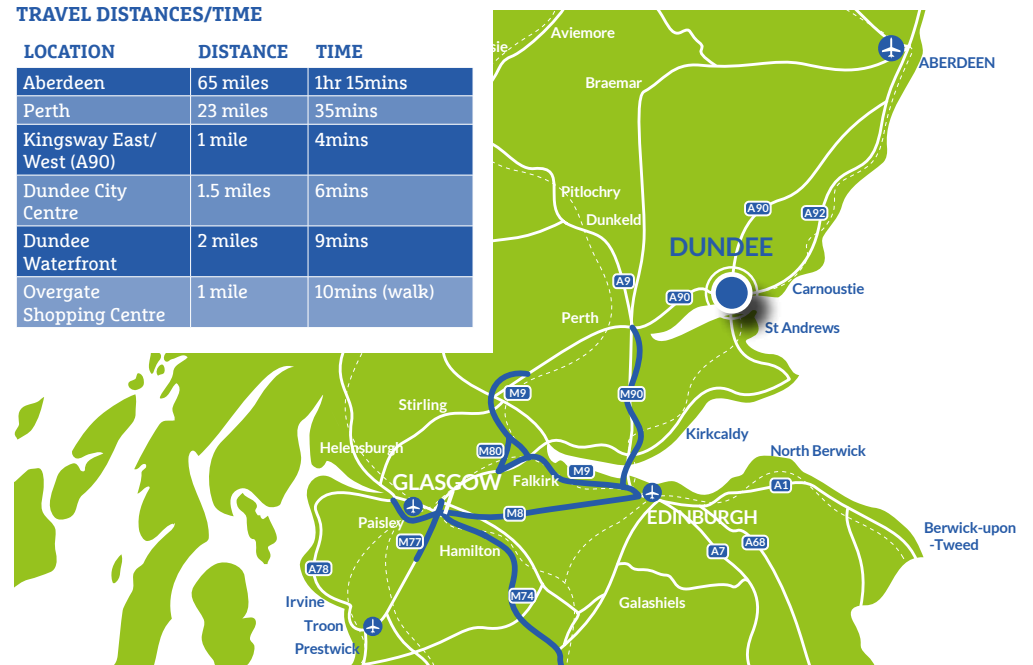 TRAVEL DISTANCES/TIME
LOCATION DISTANCE TIME
Aberdeen 65 miles 1hr 15mins
Perth 23 miles 35mins
Kingsway East/
West (A90) 1 mile 4mins
Dundee City
Centre 1.5 miles 6mins
Dundee
Waterfront 2 miles 9mins
Overgate
Shopping Centre 1 mile 10mins (walk)
sie
Aviemore
ABERDEEN
Braemar
Pitlochry
Dunkeld
A90
A92
DUNDEE
A9
A90
Carnoustie
Perth
St Andrews
M9
M90
Stirling
Kirkcaldy
Helensburgh
M80
North Berwick
M9
GLASGOW
Falkirk
A1
M8
EDINBURGH
Paisley
Berwick-upon
-Tweed
M77
Hamilton
A7
A68
A78
M74
Irvine
Galashiels
Troon
Prestwick